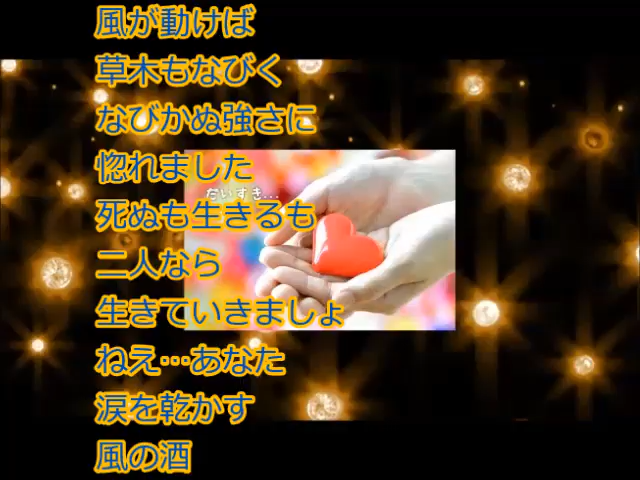 風が動けば
草木もなびく
なびかぬ強さに
惚れました
だいすき...
死ぬも生きるも
二人なら
生きていきましょ
ねえ…あなた
涙を乾かす
風の酒